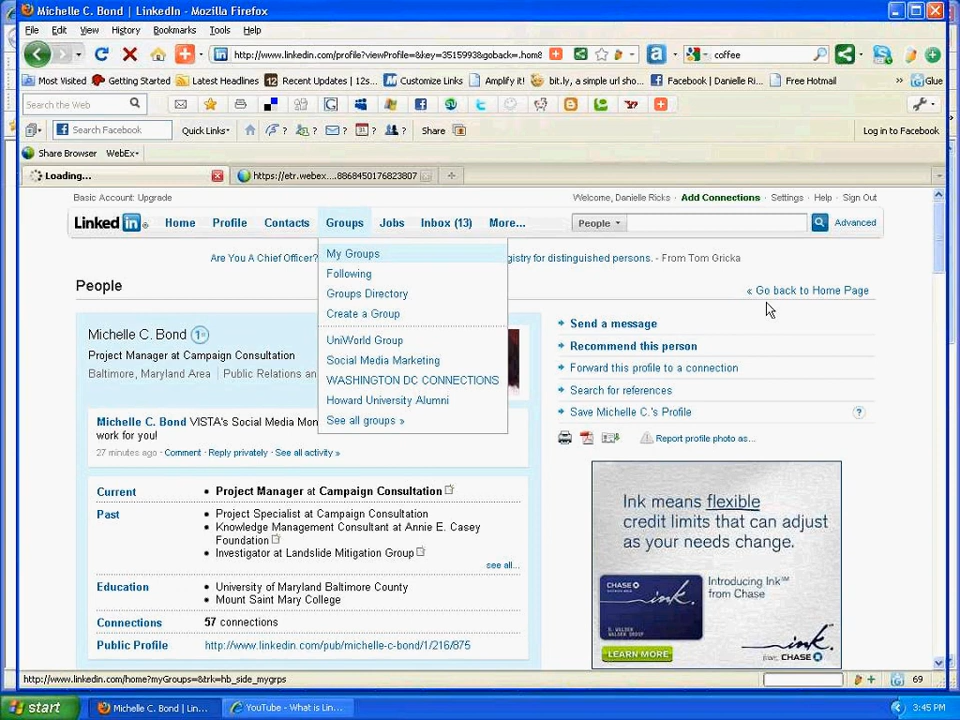 Michelle C. Bond | LinkedIn - Mozilla Firefox
File Edit View History Bookmarks Tools Help
http://www.linkedin.com/profile?viewProfile=&key=3515993&goback=.hom8
coffee
Most Visited Getting Started Latest Headlines Recent Updates | 12s... Customize Links Amplify it! bit.ly, a simple url sho... Facebook | Danielle Ri... Free Hotmail » Glue
Search the Web
Search Facebook Quick Links ? ? ? ? ? Share Log in to Facebook
Share Browser WebEx
Loading... https://etr.webex....8868450176823807
Basic Account: Upgrade Welcome, Danielle Ricks · Add Connections · Settings · Help · Sign Out
Linked in ® Home Profile Contacts Groups Jobs Inbox (13) More... People Advanced
Are You A Chief Officer? registry for distinguished persons. - From Tom Gricka
My Groups
Following
Groups Directory
Create a Group
UniWorld Group
Social Media Marketing
WASHINGTON DC CONNECTIONS
Howard University Alumni
See all groups »
People
« Go back to Home Page
Michelle C. Bond 1st
Project Manager at Campaign Consultation
Baltimore, Maryland Area | Public Relations an
Michelle C. Bond VISTA's Social Media Mon
work for you!
27 minutes ago · Comment · Reply privately · See all activity »
Current • Project Manager at Campaign Consultation
Past • Project Specialist at Campaign Consultation
• Knowledge Management Consultant at Annie E. Casey
Foundation
• Investigator at Landslide Mitigation Group
see all...
Education • University of Maryland Baltimore County
• Mount Saint Mary College
Connections 57 connections
Public Profile http://www.linkedin.com/pub/michelle-c-bond/1/216/875
Send a message
Recommend this person
Forward this profile to a connection
Search for references
Save Michelle C.'s Profile ?
Report profile photo as...
Ink means flexible
credit limits that can adjust
as your needs change.
CHASE
ink.
Introducing Ink℠
from Chase
LEARN MORE
ink.
from CHASE
http://www.linkedin.com/home?myGroups=&trk=hb_side_mygrps
69
start Michelle C. Bond | Lin... YouTube - What is Lin... 3:45 PM